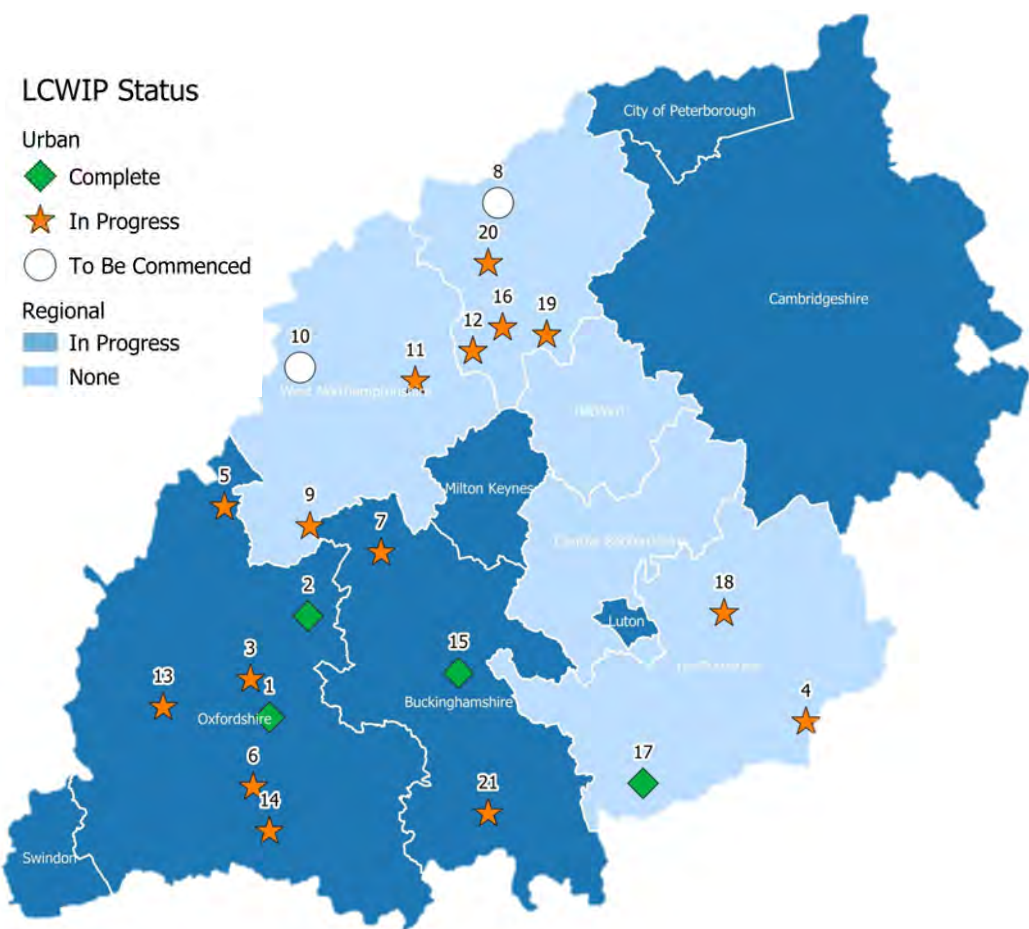 LCWIP Status
Urban
Complete
In Progress
To Be Commenced
Regional
In Progress
None
City of Peterborough
8
20
Cambridgeshire
16
19
12
10
11
West Northamptonshire
Milton Keynes
5
9
7
2
18
Luton
15
3
13
1
Buckinghamshire
Oxfordshire
4
17
6
14
21
Swindon